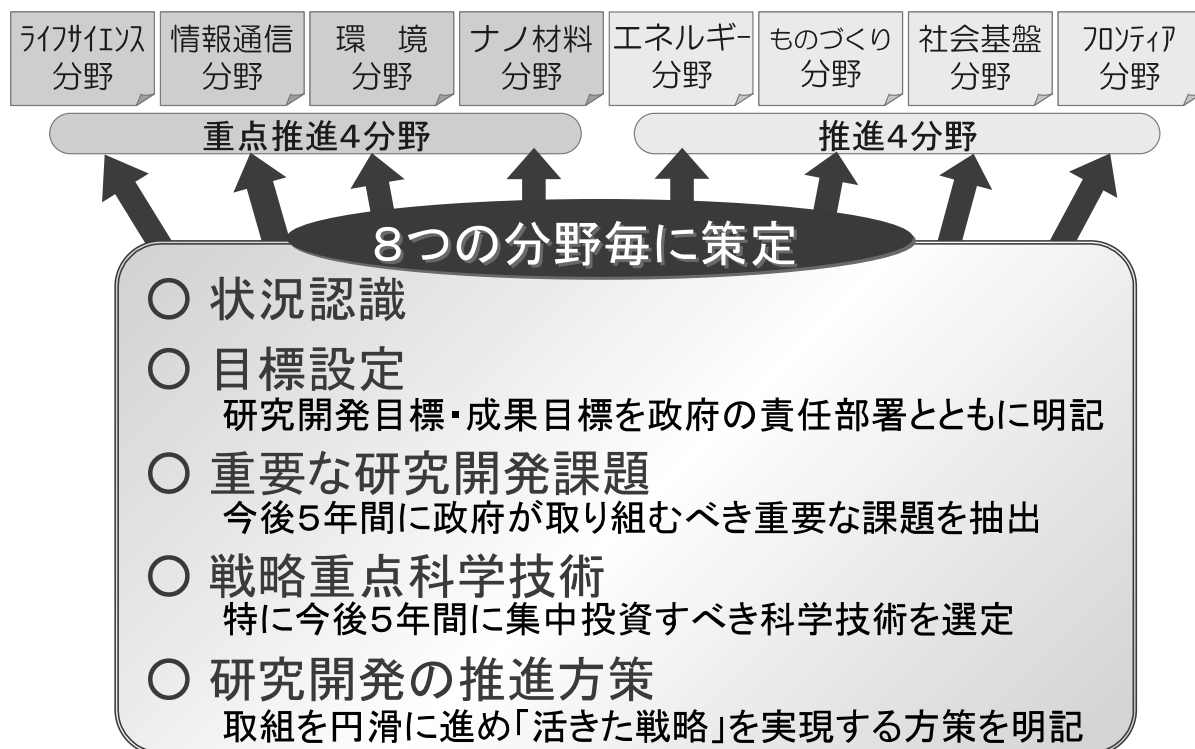 ﾗｲﾌｻｲｴﾝｽ
分野
情報通信
分野
環　境
分野
ナノ材料
分野
エネルギｰ
分野
ものづくり
分野
社会基盤
分野
ﾌﾛﾝﾃｨｱ
分野
重点推進４分野
推進４分野
８つの分野毎に策定
○ 状況認識
○ 目標設定
研究開発目標・成果目標を政府の責任部署とともに明記
○ 重要な研究開発課題
今後５年間に政府が取り組むべき重要な課題を抽出
○ 戦略重点科学技術
特に今後５年間に集中投資すべき科学技術を選定
○ 研究開発の推進方策
取組を円滑に進め「活きた戦略」を実現する方策を明記